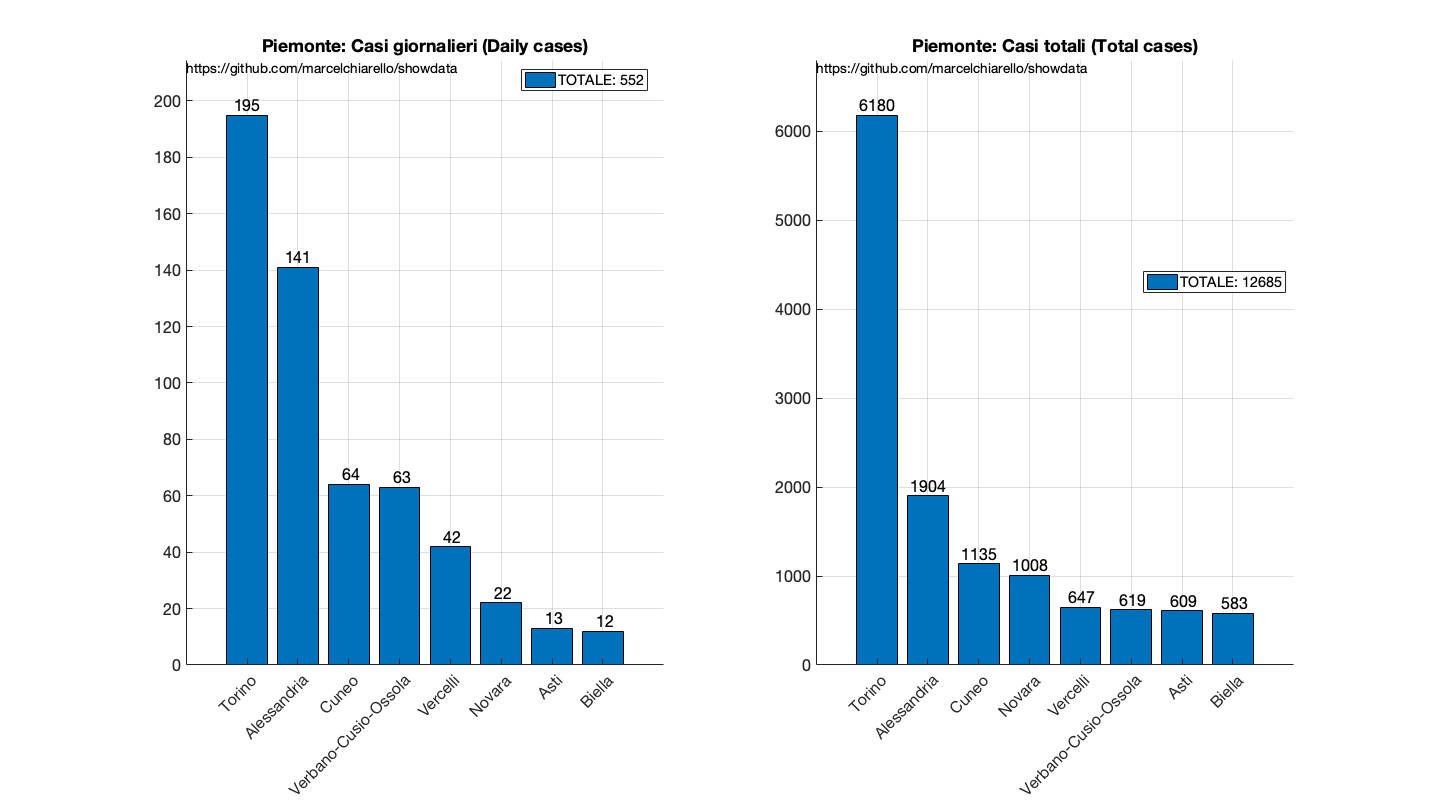 Piemonte: Casi giornalieri (Daily cases)
https://github.com/marcelchiarello/showdata
TOTALE: 552
200
180
160
140
120
100
80
60
40
20
0
195
141
64
63
42
22
13
12
Torino
Alessandria
Cuneo
Verbano-Cusio-Ossola
Vercelli
Novara
Asti
Biella
Piemonte: Casi totali (Total cases)
https://github.com/marcelchiarello/showdata
TOTALE: 12685
6000
5000
4000
3000
2000
1000
0
6180
1904
1135
1008
647
619
609
583
Torino
Alessandria
Cuneo
Novara
Vercelli
Verbano-Cusio-Ossola
Asti
Biella